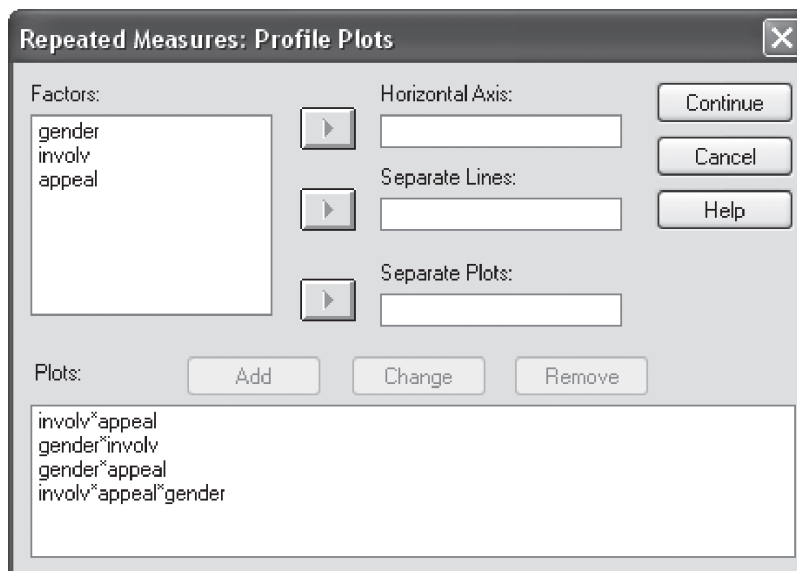 Repeated Measures: Profile Plots
Factors:
gender
involv
appeal
Horizontal Axis:
Separate Lines:
Separate Plots:
Continue
Cancel
Help
Plots:
Add
Change
Remove
involv*appeal
gender*involv
gender*appeal
involv*appeal*gender